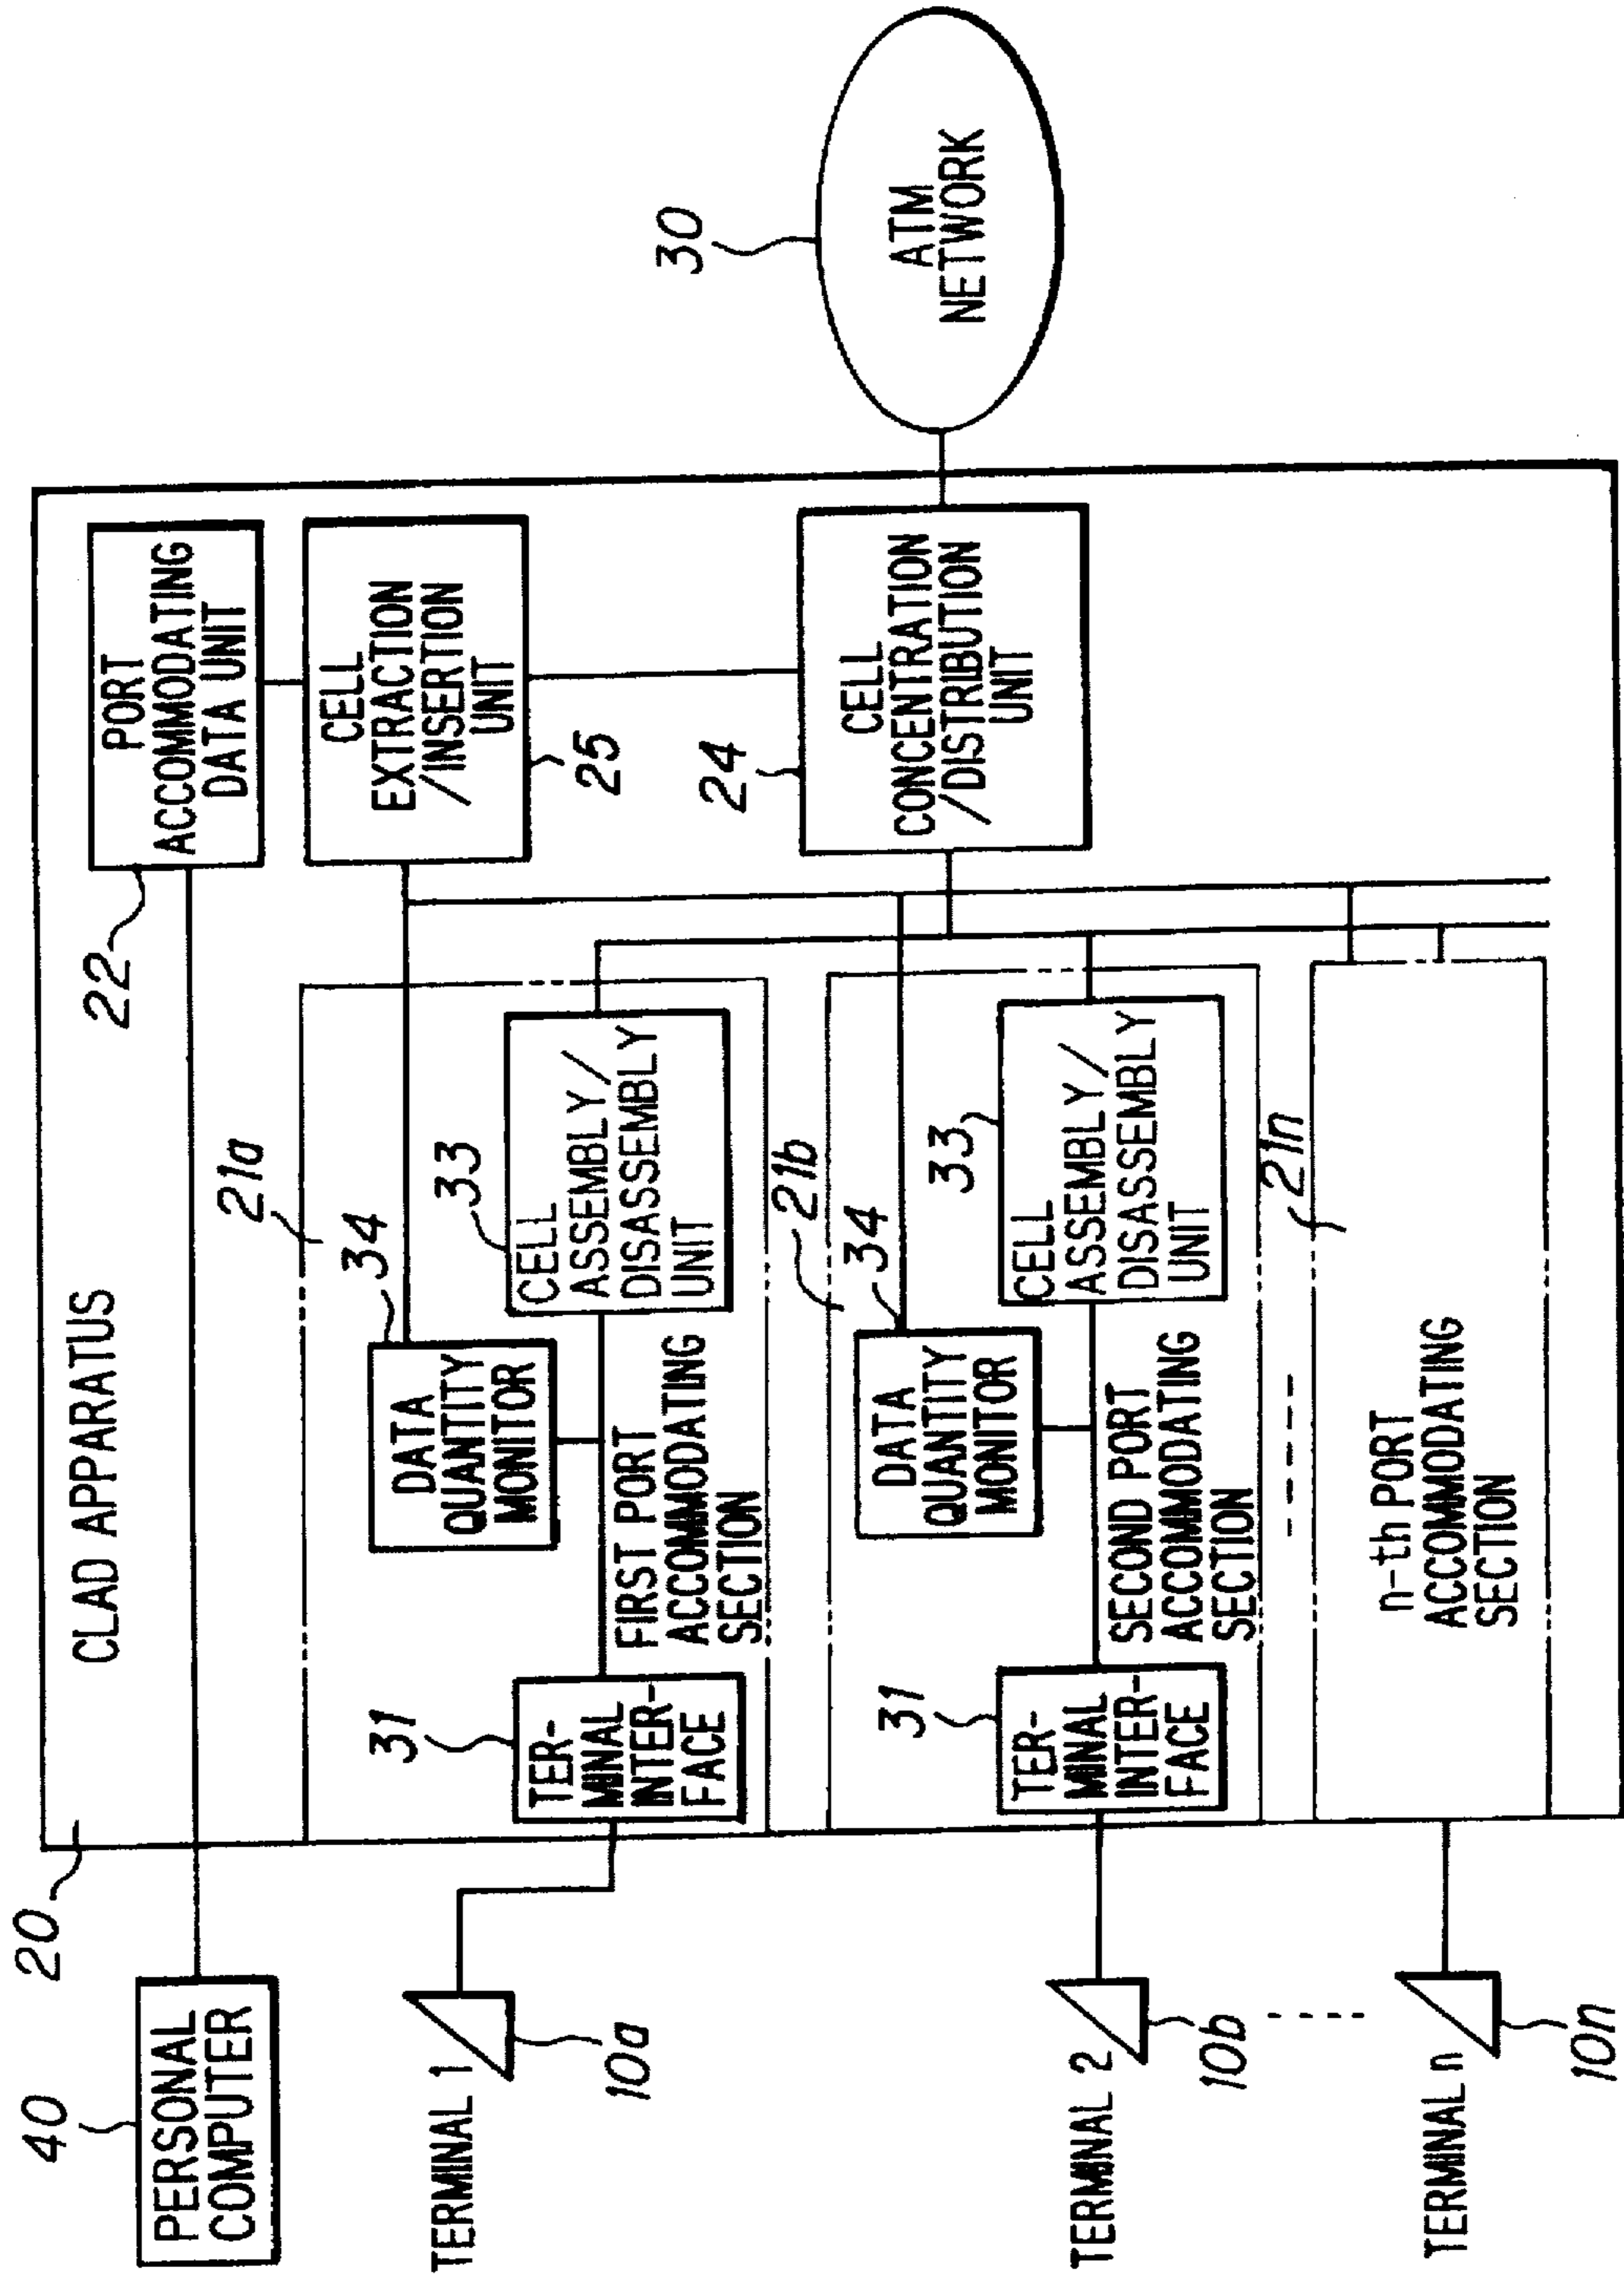 40
PERSONAL
COMPUTER
20
CLAD APPARATUS
22
PORT
ACCOMMODATING
DATA UNIT
TERMINAL 1
10a
21a
34
DATA
QUANTITY
MONITOR
31
TER-
MINAL
INTER-
FACE
FIRST PORT
ACCOMMODATING
SECTION
33
CELL
ASSEMBLY/
DISASSEMBLY
UNIT
CELL
EXTRACTION
/INSERTION
UNIT
25
30
ATM
NETWORK
24
CELL
CONCENTRATION
/DISTRIBUTION
UNIT
TERMINAL 2
10b
21b
34
DATA
QUANTITY
MONITOR
31
TER-
MINAL
INTER-
FACE
SECOND PORT
ACCOMMODATING
SECTION
33
CELL
ASSEMBLY/
DISASSEMBLY
UNIT
TERMINAL n
10n
21n
n-th PORT
ACCOMMODATING
SECTION